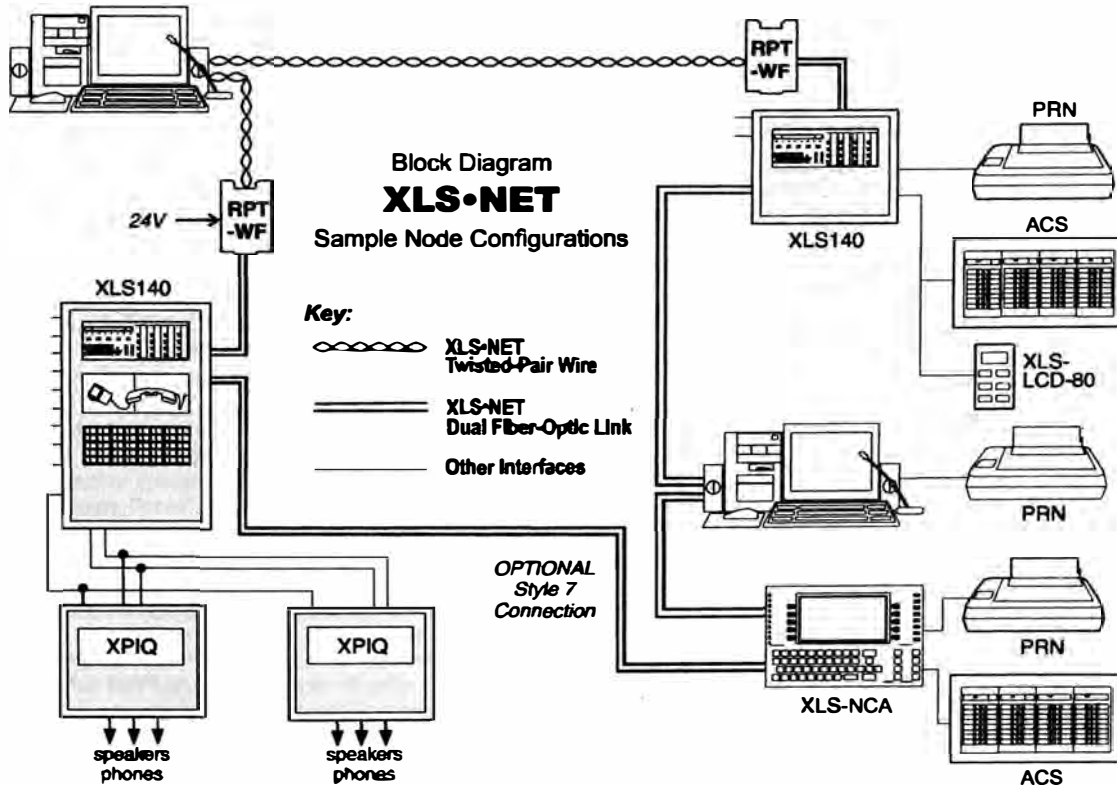 RPT
-WF
PRN
Block Diagram
XLS•NET
Sample Node Configurations
24V
RPT
-WF
XLS140
ACS
XLS140
Key:
XLS•NET
Twisted-Pair Wire
XLS-
LCD-80
XLS•NET
Dual Fiber-Optic Link
Other Interfaces
PRN
OPTIONAL
Style 7
Connection
XPIQ
XPIQ
PRN
XLS-NCA
speakers
phones
speakers
phones
ACS